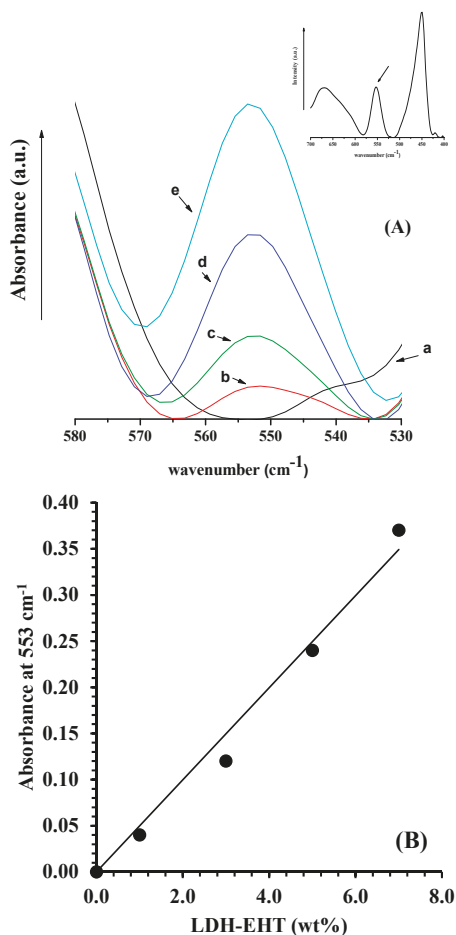 Intensity (a.u.)
700 650 600 550 500 450 400
wavenumber (cm-1)
Absorbance (a.u.)
(A)
e
d
c
b
a
580 570 560 550 540 530
wavenumber (cm-1)
Absorbance at 553 cm-1
0.40
0.35
0.30
0.25
0.20
0.15
0.10
0.05
0.00
(B)
0.0 2.0 4.0 6.0 8.0
LDH-EHT (wt%)